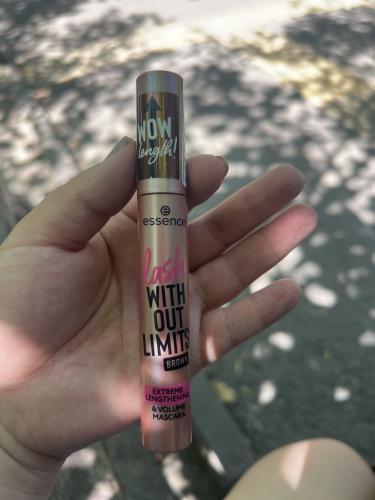 WOW
length!
essence
lash
WITH
OUT
LIMITS
BROWN
EXTREME
LENGTHENING
& VOLUME
MASCARA